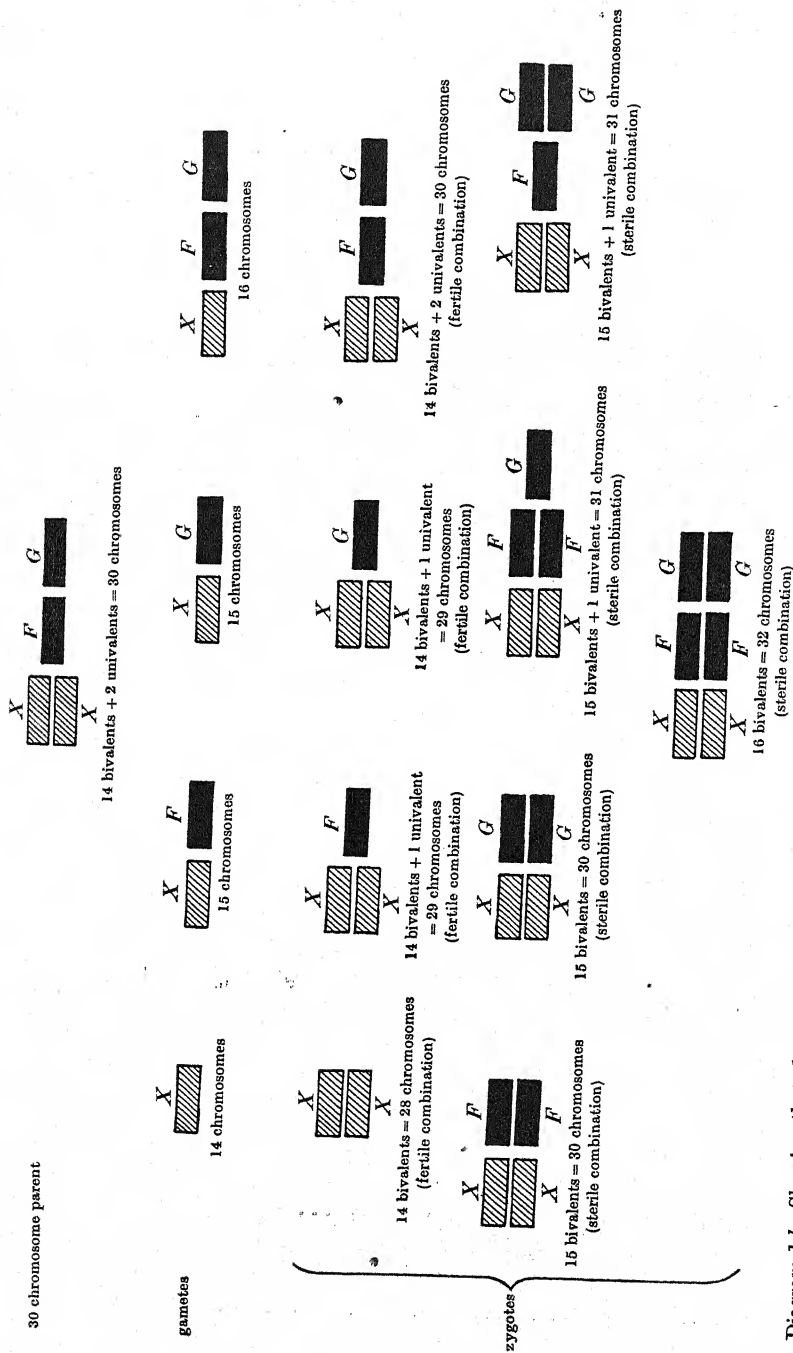 30 chromosome parent
X F G
X
14 bivalents + 2 univalents = 30 chromosomes
gametes
X
14 chromosomes
X F
15 chromosomes
X G
15 chromosomes
X F G
16 chromosomes
zygotes
X
X
14 bivalents = 28 chromosomes
(fertile combination)
X F
X
14 bivalents + 1 univalent
= 29 chromosomes
(fertile combination)
X G
X
14 bivalents + 1 univalent
= 29 chromosomes
(fertile combination)
X F G
X
14 bivalents + 2 univalents = 30 chromosomes
(fertile combination)
X F
X F
15 bivalents = 30 chromosomes
(sterile combination)
X G
X G
15 bivalents = 30 chromosomes
(sterile combination)
X F G
X F
15 bivalents + 1 univalent = 31 chromosomes
(sterile combination)
X F G
X G
15 bivalents + 1 univalent = 31 chromosomes
(sterile combination)
X F G
X F G
16 bivalents = 32 chromosomes
(sterile combination)
Diagram 1 Showing the